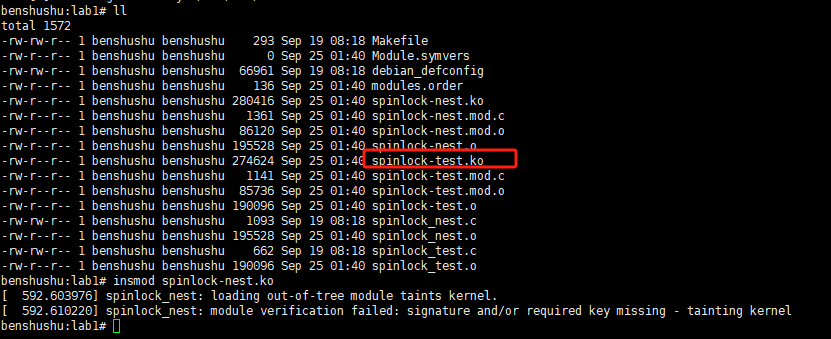 benshushu:lab1# ll
total 1572
-rw-rw-r-- 1 benshushu benshushu    293 Sep 19 08:18 Makefile
-rw-r--r-- 1 benshushu benshushu      0 Sep 25 01:40 Module.symvers
-rw-rw-r-- 1 benshushu benshushu  66961 Sep 19 08:18 debian_defconfig
-rw-r--r-- 1 benshushu benshushu    136 Sep 25 01:40 modules.order
-rw-r--r-- 1 benshushu benshushu 280416 Sep 25 01:40 spinlock-nest.ko
-rw-r--r-- 1 benshushu benshushu   1361 Sep 25 01:40 spinlock-nest.mod.c
-rw-r--r-- 1 benshushu benshushu  86120 Sep 25 01:40 spinlock-nest.mod.o
-rw-r--r-- 1 benshushu benshushu 195528 Sep 25 01:40 spinlock-nest.o
-rw-r--r-- 1 benshushu benshushu 274624 Sep 25 01:40 spinlock-test.ko
-rw-r--r-- 1 benshushu benshushu   1141 Sep 25 01:40 spinlock-test.mod.c
-rw-r--r-- 1 benshushu benshushu  85736 Sep 25 01:40 spinlock-test.mod.o
-rw-r--r-- 1 benshushu benshushu 190096 Sep 25 01:40 spinlock-test.o
-rw-rw-r-- 1 benshushu benshushu   1093 Sep 19 08:18 spinlock_nest.c
-rw-r--r-- 1 benshushu benshushu 195528 Sep 25 01:40 spinlock_nest.o
-rw-rw-r-- 1 benshushu benshushu    662 Sep 19 08:18 spinlock_test.c
-rw-r--r-- 1 benshushu benshushu 190096 Sep 25 01:40 spinlock_test.o
benshushu:lab1# insmod spinlock-nest.ko
[  592.603976] spinlock_nest: loading out-of-tree module taints kernel.
[  592.610220] spinlock_nest: module verification failed: signature and/or required key missing - tainting kernel
benshushu:lab1#